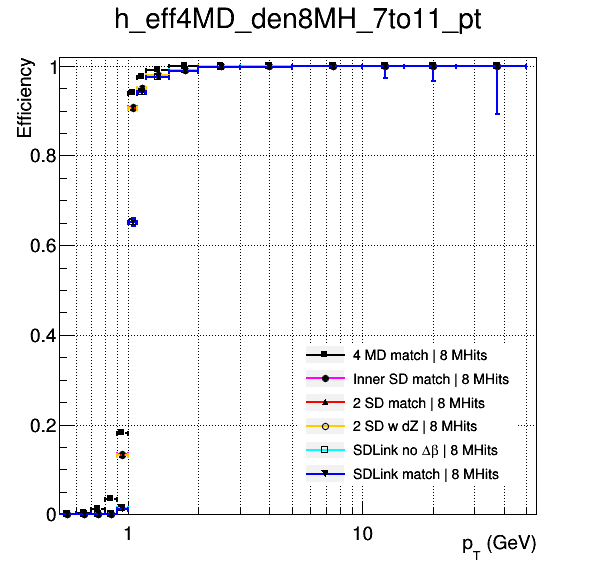 h_eff4MD_den8MH_7to11_pt
Efficiency
1
0.8
0.6
0.4
0.2
0
4 MD match | 8 MHits
Inner SD match | 8 MHits
2 SD match | 8 MHits
2 SD w dZ | 8 MHits
SDLink no Δβ | 8 MHits
SDLink match | 8 MHits
1 10
p_T (GeV)